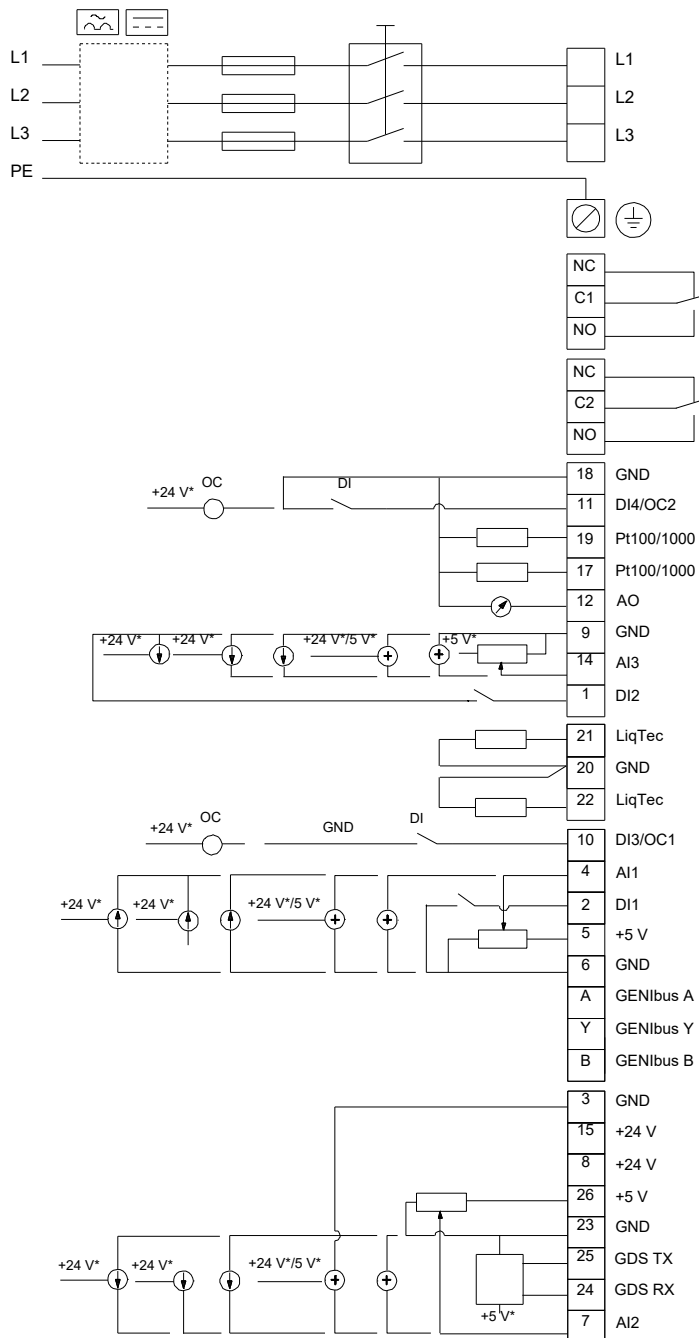 L1 L1
L2 L2
L3 L3
PE
NC
C1
NO
NC
C2
NO
18 GND
+24 V* OC DI 11 DI4/OC2
19 Pt100/1000
17 Pt100/1000
12 AO
9 GND
+24 V* +24 V* +24 V*/5 V* +5 V*
14 AI3
1 DI2
21 LiqTec
20 GND
22 LiqTec
+24 V* OC GND DI 10 DI3/OC1
4 AI1
+24 V* +24 V* +24 V*/5 V* 2 DI1
5 +5 V
6 GND
A GENIbus A
Y GENIbus Y
B GENIbus B
3 GND
15 +24 V
8 +24 V
26 +5 V
23 GND
25 GDS TX
+24 V* +24 V* +24 V*/5 V*
24 GDS RX
+5 V*
7 AI2